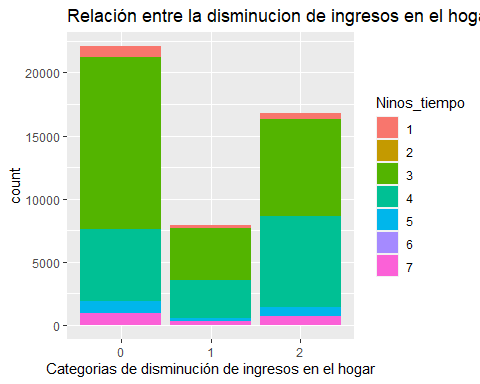 Relación entre la disminucion de ingresos en el hoga
20000
15000
10000
5000
0
count
0 1 2
Categorias de disminución de ingresos en el hogar
Ninos_tiempo
1
2
3
4
5
6
7